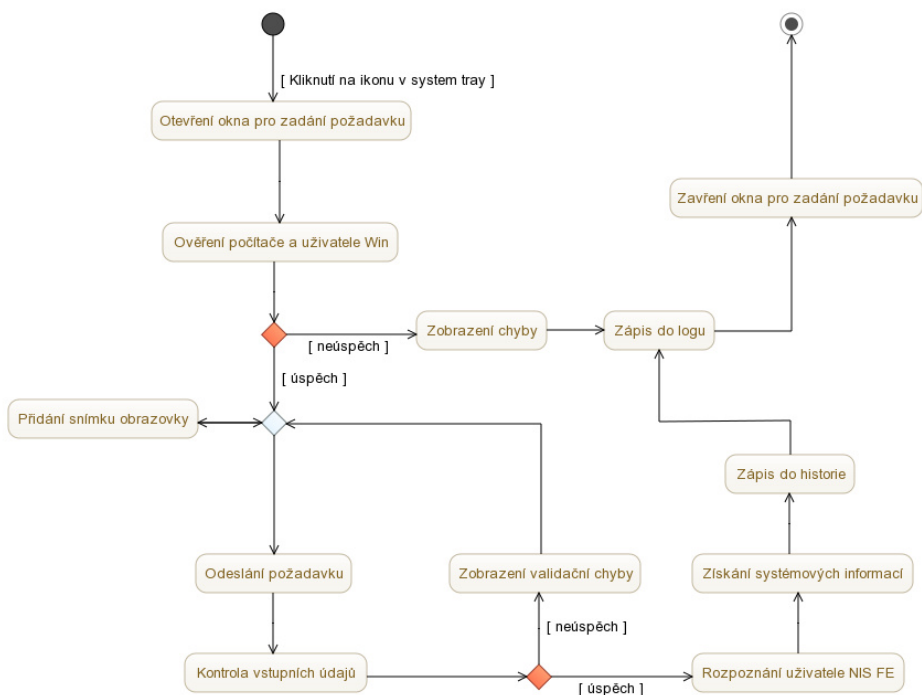 [ Kliknutí na ikonu v system tray ]
Otevření okna pro zadání požadavku
Zavření okna pro zadání požadavku
Ověření počítače a uživatele Win
Zobrazení chyby
Zápis do logu
[ neúspěch ]
[ úspěch ]
Přidání snímku obrazovky
Zápis do historie
Odeslání požadavku
Zobrazení validační chyby
Získání systémových informací
[ neúspěch ]
Kontrola vstupních údajů
Rozpoznání uživatele NIS FE
[ úspěch ]